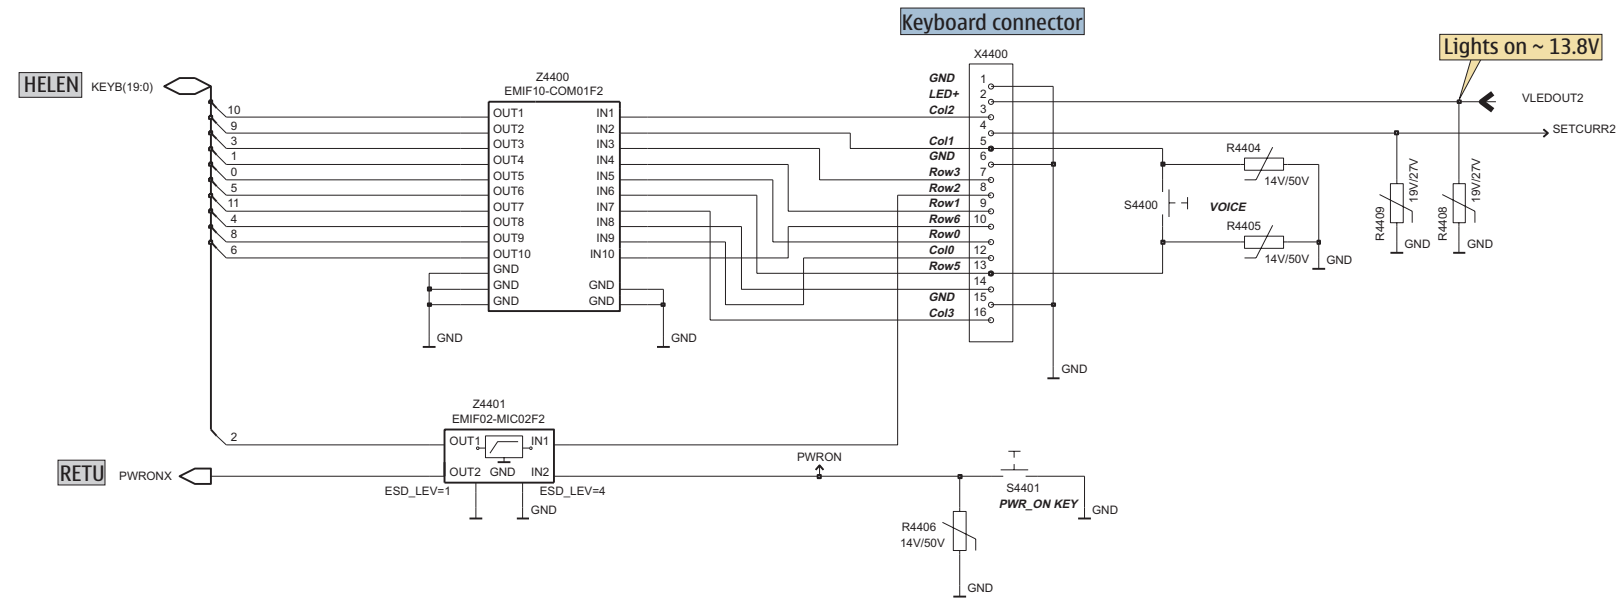 Keyboard connector
Lights on ~ 13.8V
HELEN KEYB(19:0)
Z4400
EMIF10-COM01F2
10 OUT1 IN1
9 OUT2 IN2
3 OUT3 IN3
1 OUT4 IN4
0 OUT5 IN5
5 OUT6 IN6
11 OUT7 IN7
4 OUT8 IN8
8 OUT9 IN9
6 OUT10 IN10
GND
GND GND
GND GND
GND GND
X4400
GND 1
LED+ 2
Col2 3
4
Col1 5
GND 6
Row3 7
Row2 8
Row1 9
Row6 10
Row0
Col0 12
Row5 13
14
GND 15
Col3 16
GND
VLEDOUT2
SETCURR2
S4400
VOICE
R4404
14V/50V
R4405
14V/50V
GND
R4409
19V/27V
GND
R4408
19V/27V
GND
Z4401
EMIF02-MIC02F2
2 OUT1 IN1
OUT2 GND IN2
ESD_LEV=1 ESD_LEV=4
GND
RETU PWRONX
PWRON
S4401
PWR_ON KEY
GND
R4406
14V/50V
GND